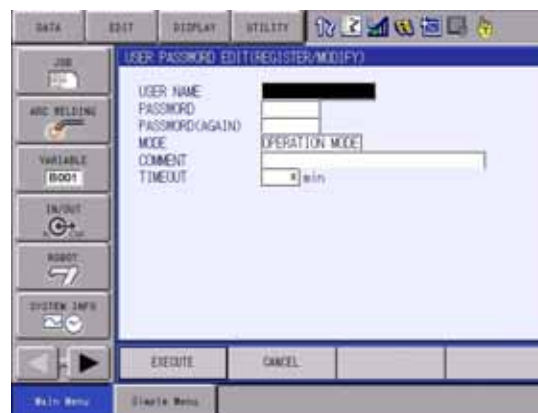 DATA EDIT DISPLAY UTILITY
JOB
USER PASSWORD EDIT(REGISTER/MODIFY)
USER NAME
PASSWORD
PASSWORD(AGAIN)
MODE OPERATION MODE
COMMENT
TIMEOUT min
ARC WELDING
VARIABLE
B001
IN/OUT
ROBOT
SYSTEM INFO
EXECUTE CANCEL
Main Menu Simple Menu